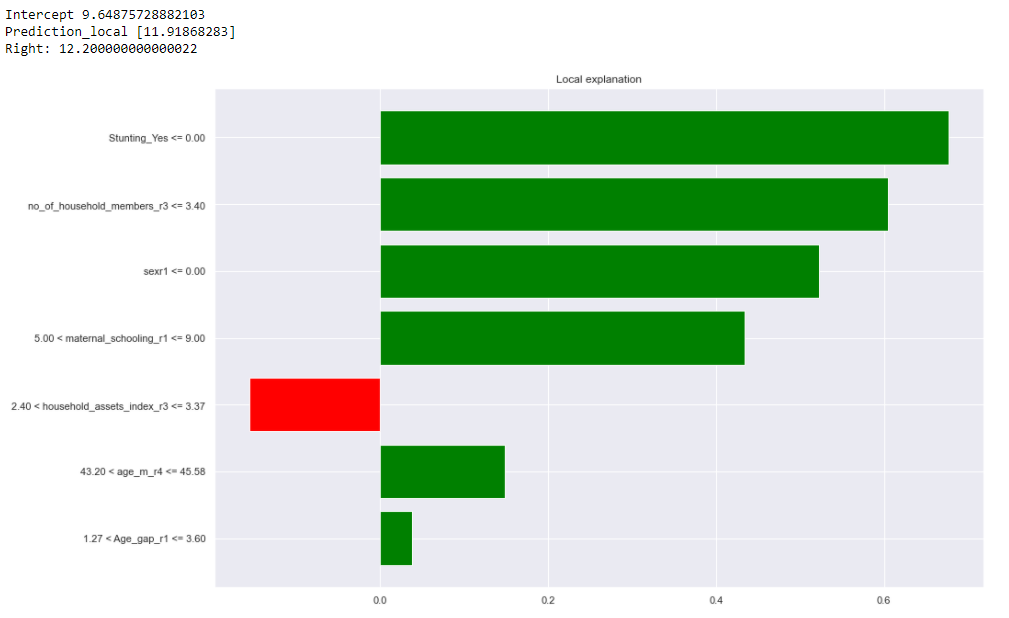 Intercept 9.64875728882103
Prediction_local [11.91868283]
Right: 12.200000000000022
Local explanation
Stunting_Yes <= 0.00
no_of_household_members_r3 <= 3.40
sexr1 <= 0.00
5.00 < maternal_schooling_r1 <= 9.00
2.40 < household_assets_index_r3 <= 3.37
43.20 < age_m_r4 <= 45.58
1.27 < Age_gap_r1 <= 3.60
0.0 0.2 0.4 0.6